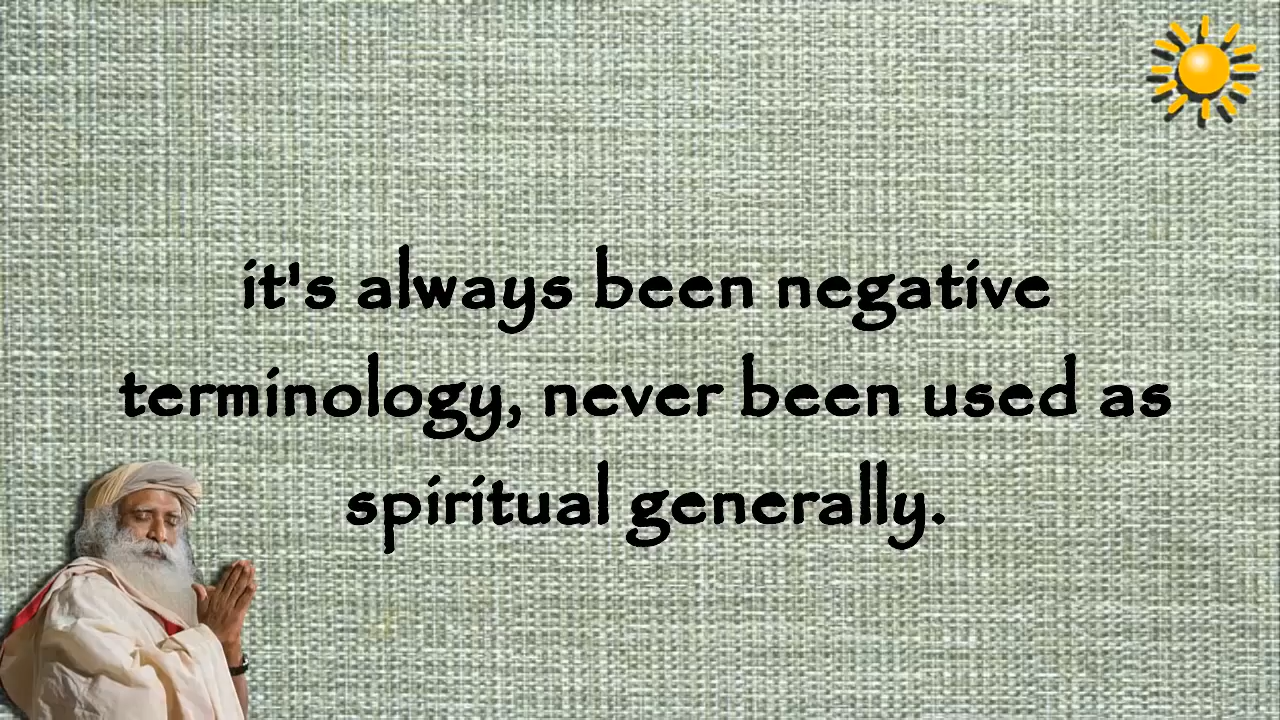 it's always been negative
terminology, never been used as
spiritual generally.